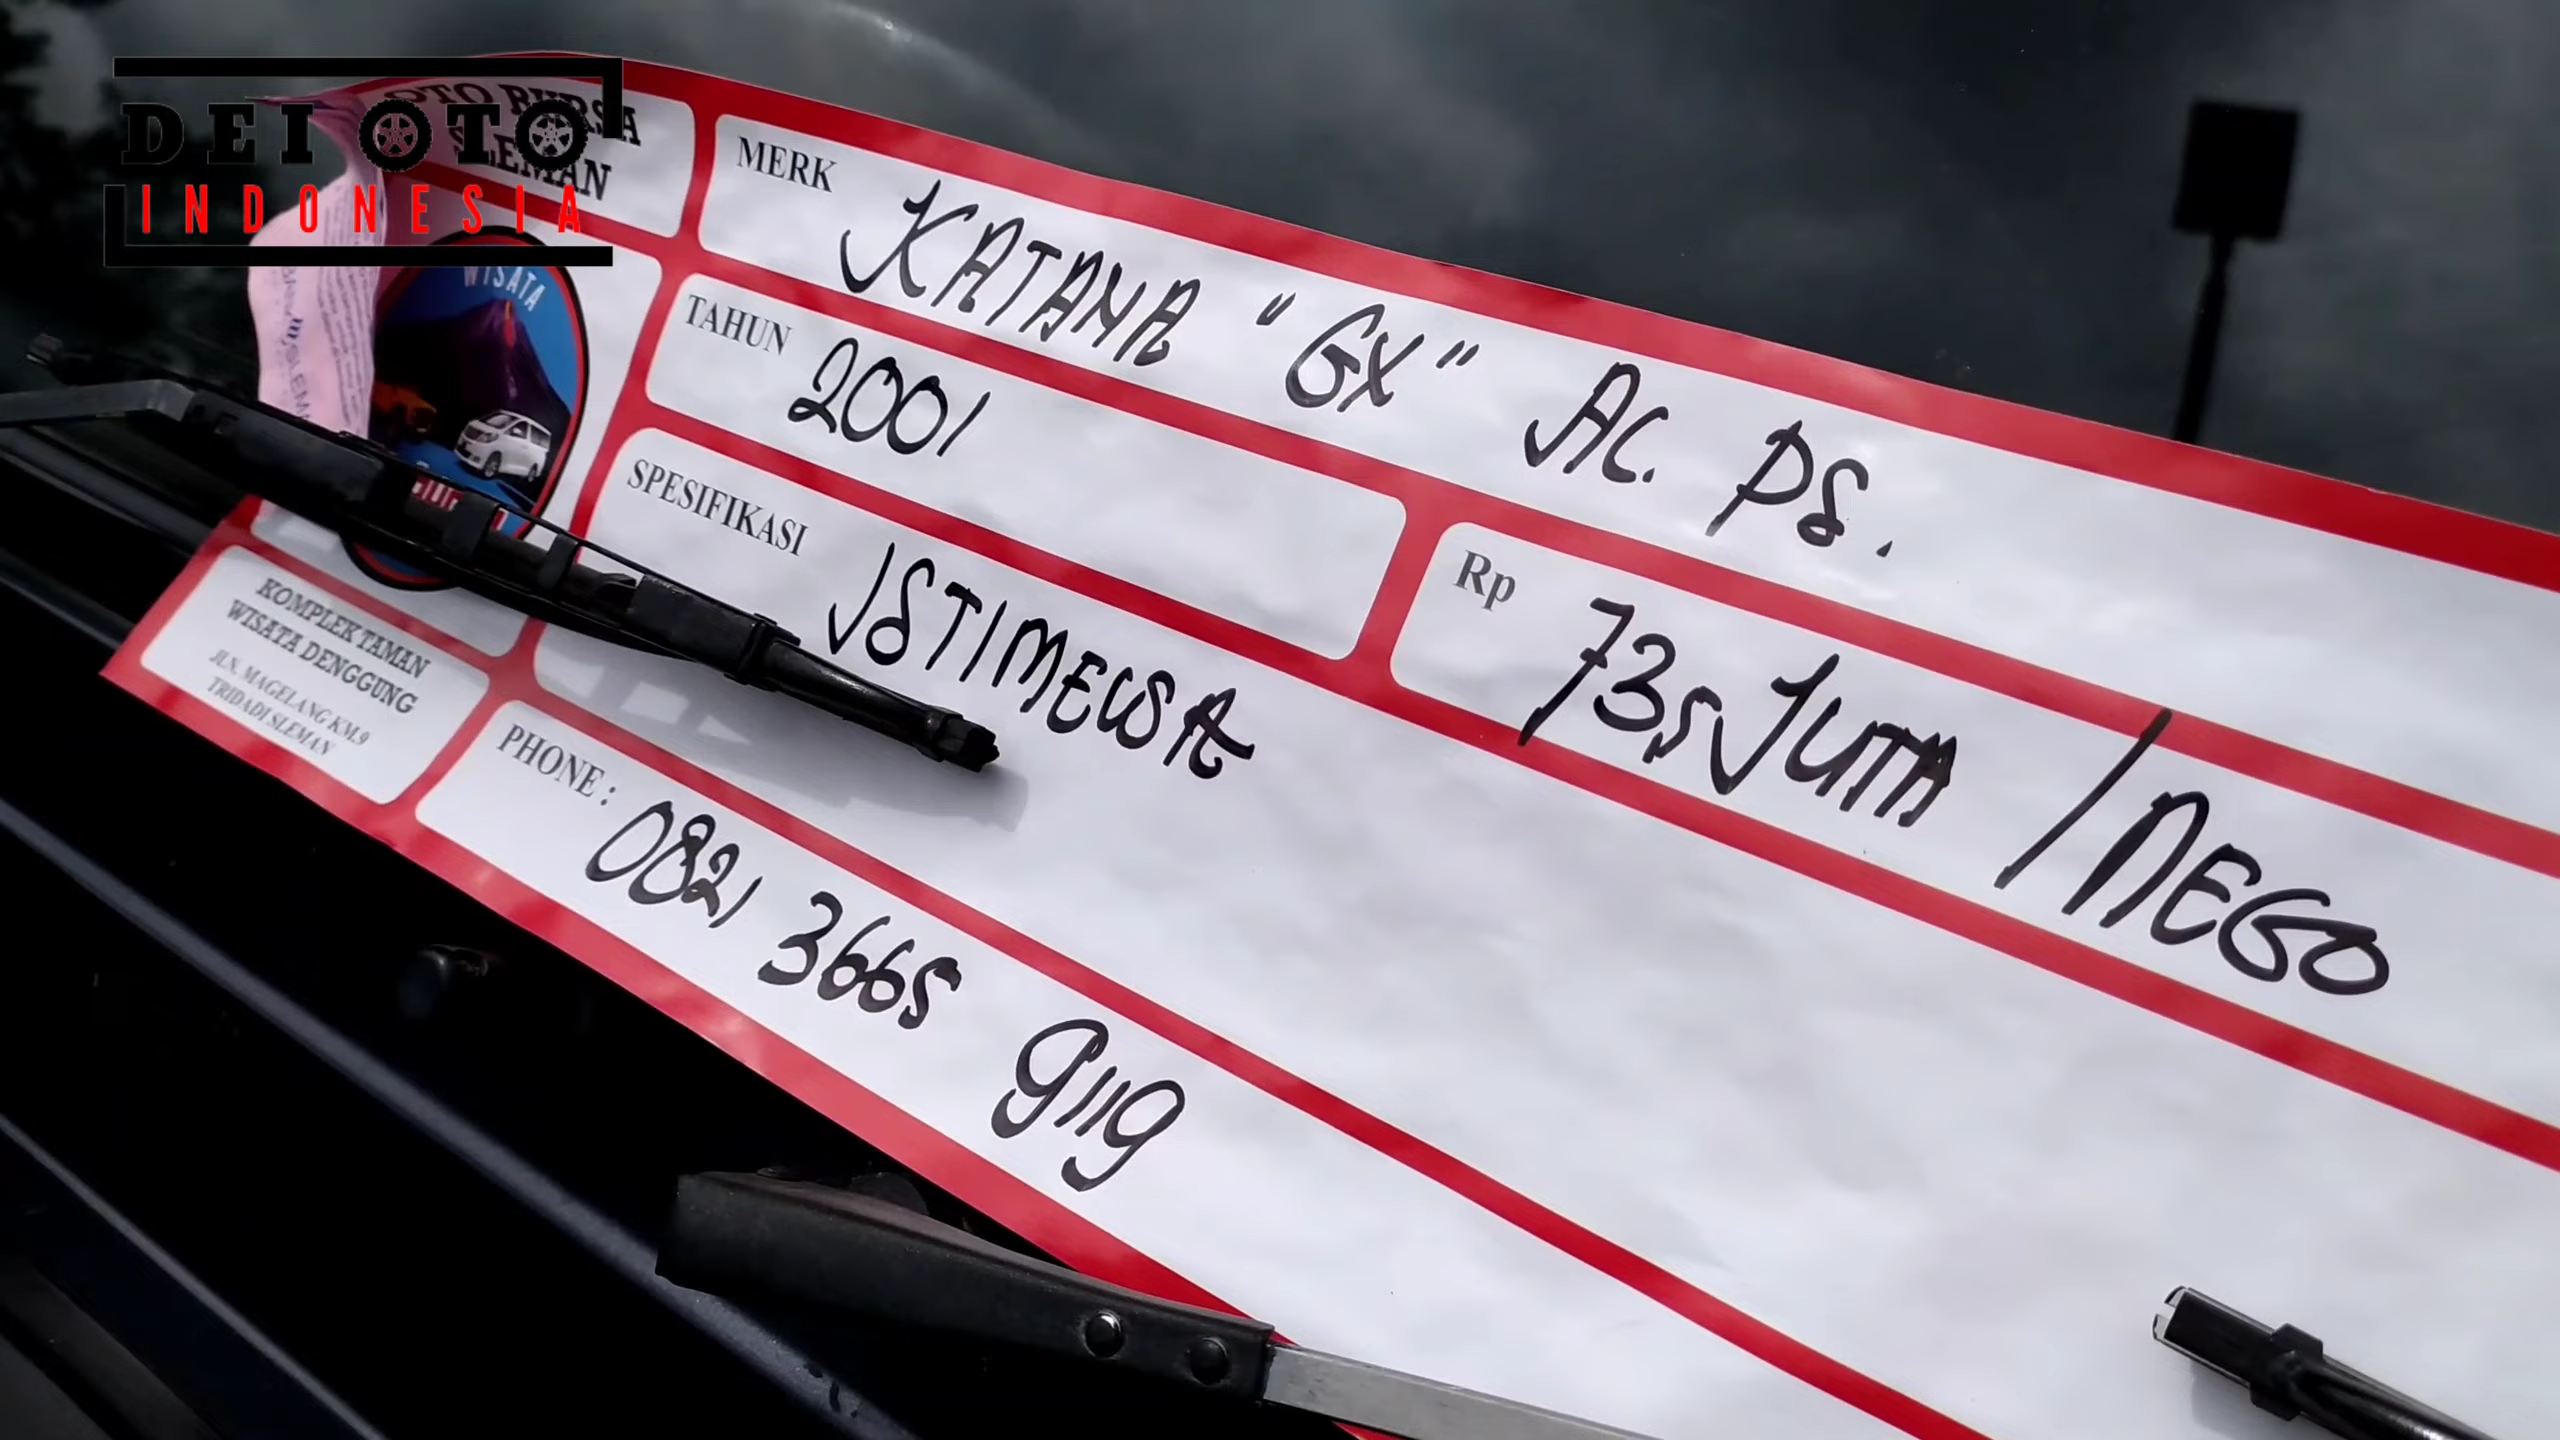 DEI OTO
INDONESIA
OTO BURSA
SLEMAN
WISATA
KOMPLEK TAMAN
WISATA DENGGUNG
JLN. MAGELANG KM.9
TRIDADI SLEMAN
MERK KATANA "GX" AC. PS.
TAHUN 2001
Rp 73,5 JUTA / NEGO
SPESIFIKASI ISTIMEWA
PHONE : 0821 3665 9119